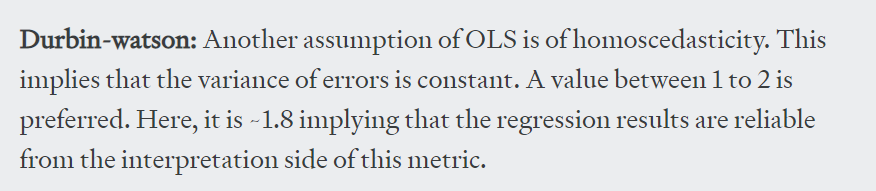 Durbin-watson: Another assumption of OLS is of homoscedasticity. This
implies that the variance of errors is constant. A value between 1 to 2 is
preferred. Here, it is ~1.8 implying that the regression results are reliable
from the interpretation side of this metric.